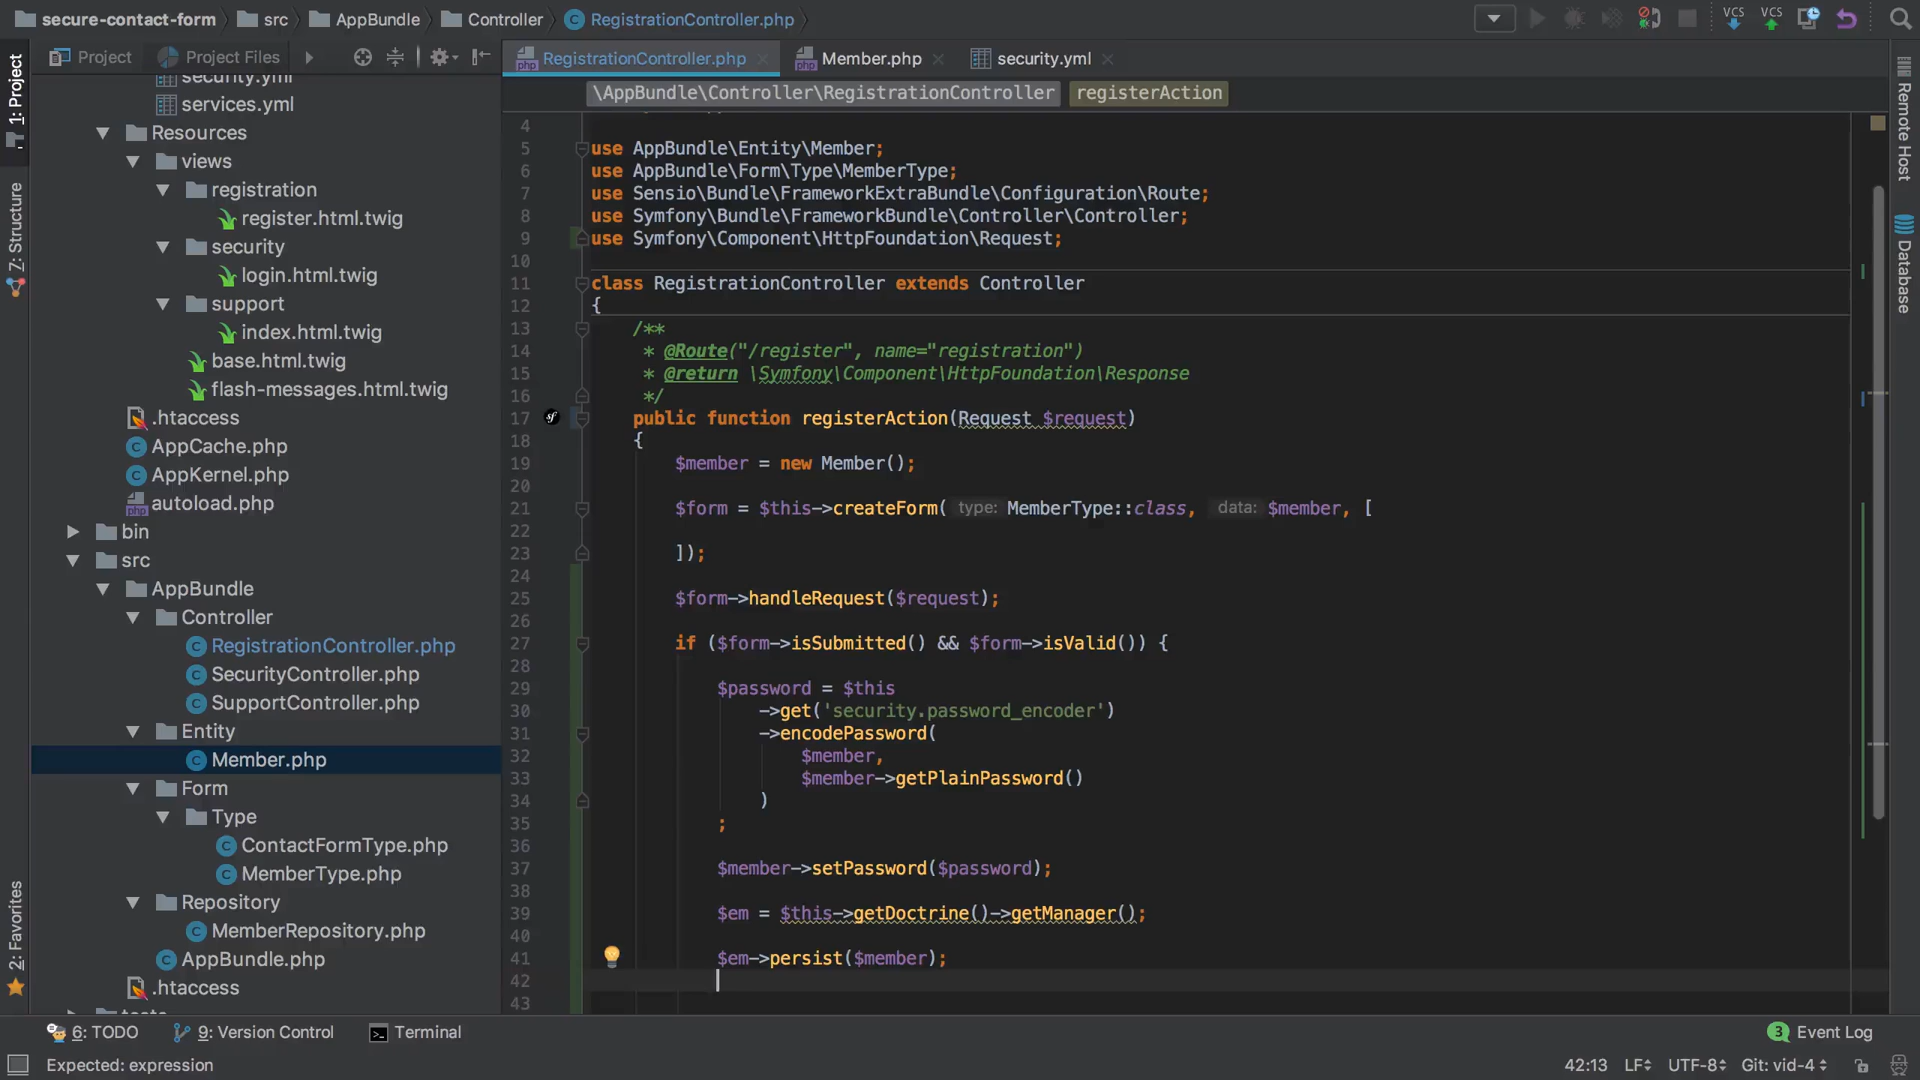 secure-contact-form src AppBundle Controller RegistrationController.php
VCS VCS
1: Project
Z: Structure
2: Favorites
Project Project Files
security.yml
services.yml
Resources
views
registration
register.html.twig
security
login.html.twig
support
index.html.twig
base.html.twig
flash-messages.html.twig
.htaccess
AppCache.php
AppKernel.php
autoload.php
bin
src
AppBundle
Controller
RegistrationController.php
SecurityController.php
SupportController.php
Entity
Member.php
Form
Type
ContactFormType.php
MemberType.php
Repository
MemberRepository.php
AppBundle.php
.htaccess
RegistrationController.php Member.php security.yml
\AppBundle\Controller\RegistrationController registerAction
4
5 use AppBundle\Entity\Member;
6 use AppBundle\Form\Type\MemberType;
7 use Sensio\Bundle\FrameworkExtraBundle\Configuration\Route;
8 use Symfony\Bundle\FrameworkBundle\Controller\Controller;
9 use Symfony\Component\HttpFoundation\Request;
10
11 class RegistrationController extends Controller
12 {
13 /**
14 * @Route("/register", name="registration")
15 * @return \Symfony\Component\HttpFoundation\Response
16 */
17 public function registerAction(Request $request)
18 {
19 $member = new Member();
20
21 $form = $this->createForm( type: MemberType::class, data: $member, [
22
23 ]);
24
25 $form->handleRequest($request);
26
27 if ($form->isSubmitted() && $form->isValid()) {
28
29 $password = $this
30 ->get('security.password_encoder')
31 ->encodePassword(
32 $member,
33 $member->getPlainPassword()
34 )
35 ;
36
37 $member->setPassword($password);
38
39 $em = $this->getDoctrine()->getManager();
40
41 $em->persist($member);
42
43
Remote Host
Database
6: TODO 9: Version Control Terminal 3 Event Log
Expected: expression 42:13 LF UTF-8 Git: vid-4